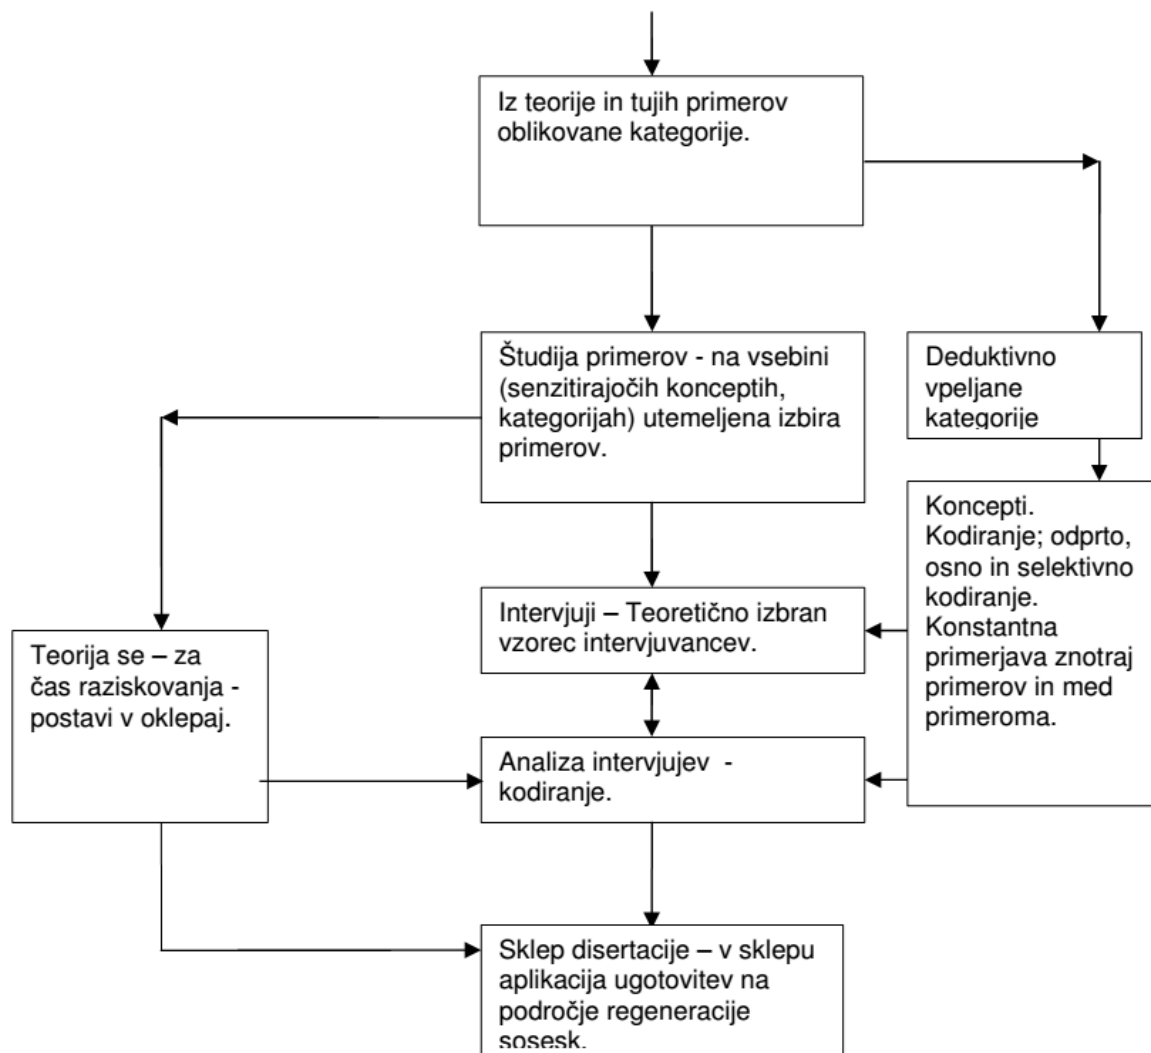 Iz teorije in tujih primerov
oblikovane kategorije.
Študija primerov - na vsebini
(senzitirajočih konceptih,
kategorijah) utemeljena izbira
primerov.
Deduktivno
vpeljane
kategorije
Koncepti.
Kodiranje; odprto,
osno in selektivno
kodiranje.
Konstantna
primerjava znotraj
primerov in med
primeroma.
Intervjuji – Teoretično izbran
vzorec intervjuvancev.
Teorija se – za
čas raziskovanja -
postavi v oklepaj.
Analiza intervjujev -
kodiranje.
Sklep disertacije – v sklepu
aplikacija ugotovitev na
področje regeneracije
sosesk.